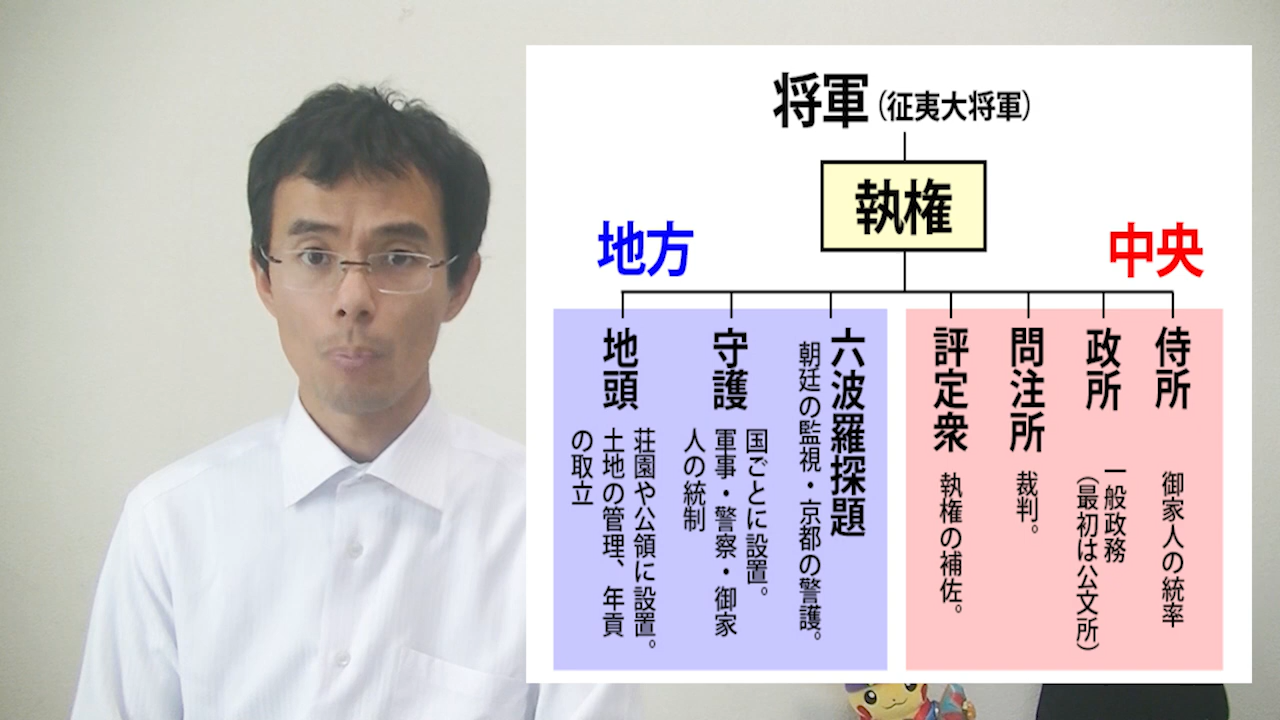 将軍(征夷大将軍)
執権
中央
地方
侍所
御家人の統率
政所
一般政務
(最初は公文所)
問注所
裁判。
評定衆
執権の補佐。
六波羅探題
朝廷の監視・京都の警護。
守護
国ごとに設置。
軍事・警察・御家
人の統制
地頭
荘園や公領に設置。
土地の管理、年貢
の取立